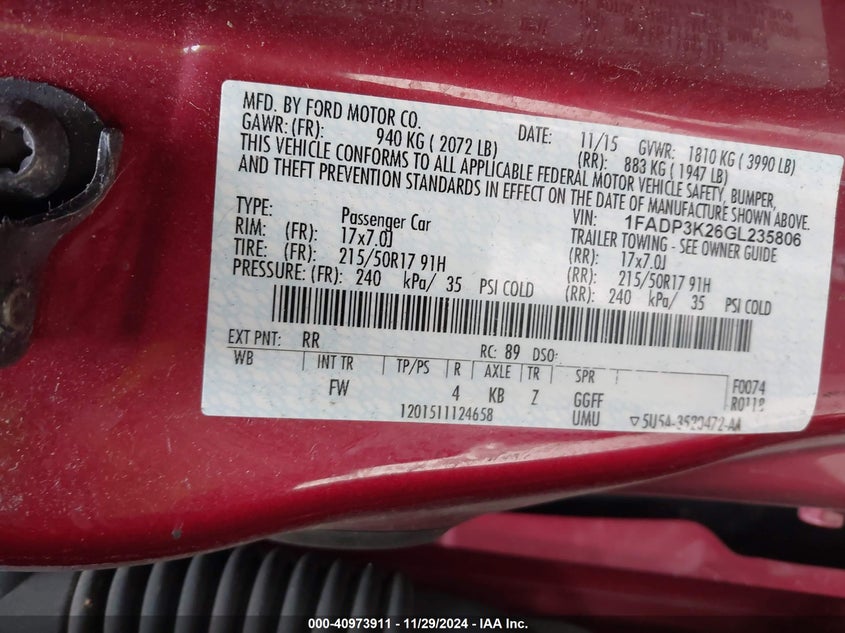 MFD. BY FORD MOTOR CO.
DATE: 11/15 GVWR: 1810 KG ( 3990 LB)
GAWR: (FR): 940 KG ( 2072 LB) (RR): 883 KG ( 1947 LB)
THIS VEHICLE CONFORMS TO ALL APPLICABLE FEDERAL MOTOR VEHICLE SAFETY, BUMPER,
AND THEFT PREVENTION STANDARDS IN EFFECT ON THE DATE OF MANUFACTURE SHOWN ABOVE.
VIN: 1FADP3K26GL235806
TYPE: Passenger Car TRAILER TOWING - SEE OWNER GUIDE
RIM: (FR): 17x7.0J (RR): 17x7.0J
TIRE: (FR): 215/50R17 91H (RR): 215/50R17 91H
PRESSURE: (FR): 240 kPa/ 35 PSI COLD (RR): 240 kPa/ 35 PSI COLD
EXT PNT: RR RC: 89 DSO:
WB INT TR TP/PS R AXLE TR SPR
FW 4 KB Z GGFF
F0074
R0118
1201511124658 UMU ▽5U5A-3520472-AA
000-40973911 - 11/29/2024 - IAA Inc.